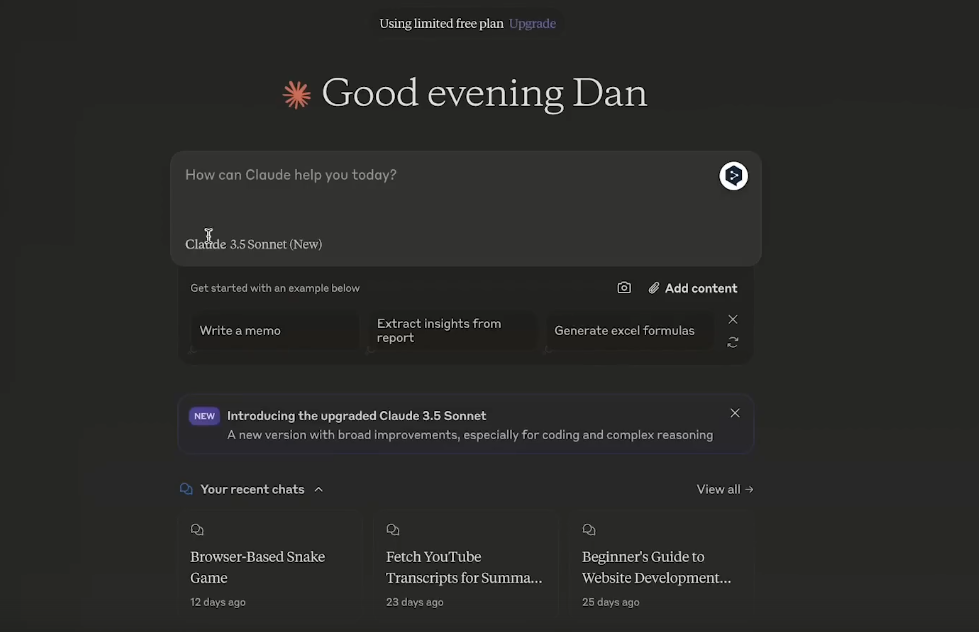 Using limited free plan Upgrade
Good evening Dan
How can Claude help you today?
Claude 3.5 Sonnet (New)
Get started with an example below
Add content
Write a memo
Extract insights from
report
Generate excel formulas
NEW Introducing the upgraded Claude 3.5 Sonnet
A new version with broad improvements, especially for coding and complex reasoning
Your recent chats
View all →
Browser-Based Snake
Game
12 days ago
Fetch YouTube
Transcripts for Summa...
23 days ago
Beginner's Guide to
Website Development...
25 days ago